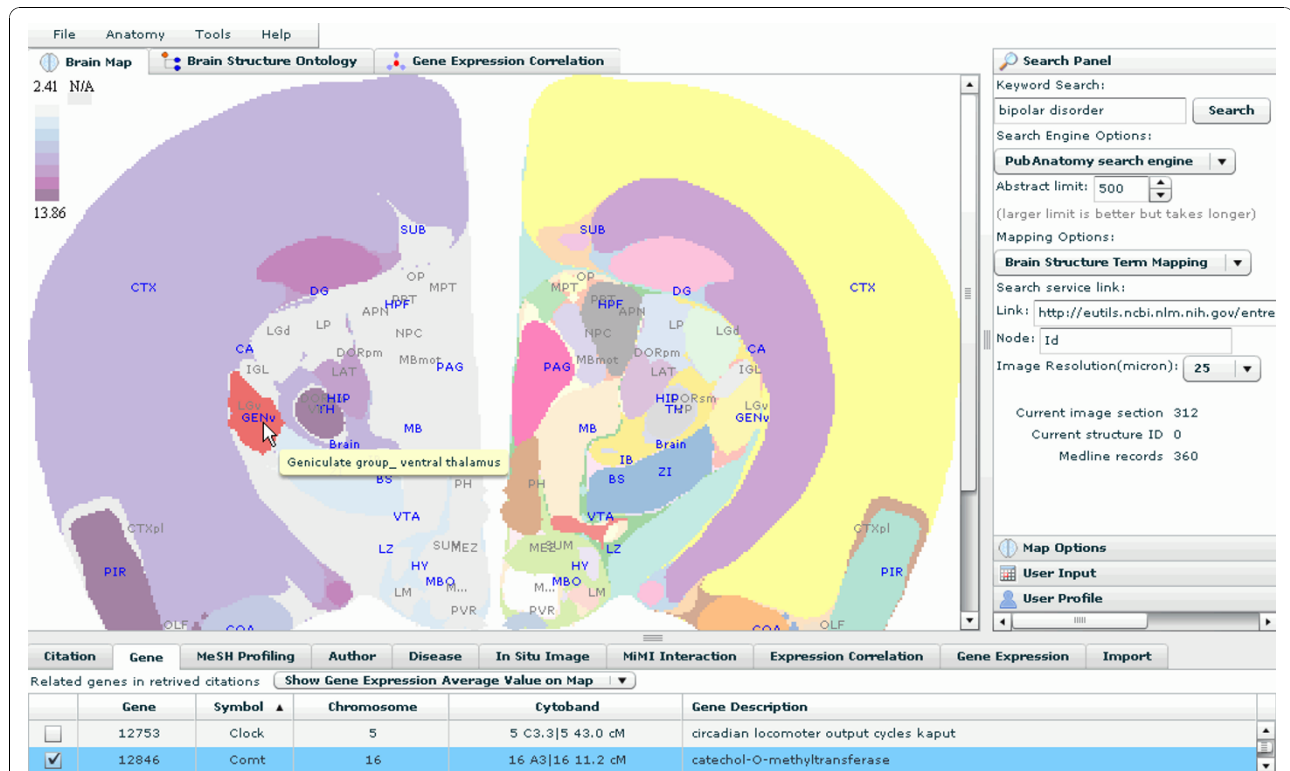 File Anatomy Tools Help
Brain Map Brain Structure Ontology Gene Expression Correlation
2.41 N/A
13.86
SUB SUB
OP OP
MPT MPT
CTX DG HPF HPF DG CTX
APN APN
LGd LP NPC NPC LP LGd
CA DORpm MBmot MBmot DORpm CA
IGL LAT PAG PAG LAT IGL
LGv HIP HIP LGv
GENv TH MB MB TH GENv
Brain Brain
Geniculate group_ ventral thalamus
IB ZI
BS PH PH BS
VTA VTA
CTXpl CTXpl
LZ SUM MEZ MEZ SUM LZ
PIR HY HY PIR
MBO MBO
LM M... M... LM
PVR PVR
OLF COA COA OLF
Search Panel
Keyword Search:
bipolar disorder Search
Search Engine Options:
PubAnatomy search engine
Abstract limit: 500
(larger limit is better but takes longer)
Mapping Options:
Brain Structure Term Mapping
Search service link:
Link: http://eutils.ncbi.nlm.nih.gov/entre
Node: Id
Image Resolution(micron): 25
Current image section 312
Current structure ID 0
Medline records 360
Map Options
User Input
User Profile
Citation Gene MeSH Profiling Author Disease In Situ Image MiMI Interaction Expression Correlation Gene Expression Import
Related genes in retrived citations Show Gene Expression Average Value on Map
Gene Symbol Chromosome Cytoband Gene Description
12753 Clock 5 5 C3.3|5 43.0 cM circadian locomoter output cycles kaput
12846 Comt 16 16 A3|16 11.2 cM catechol-O-methyltransferase